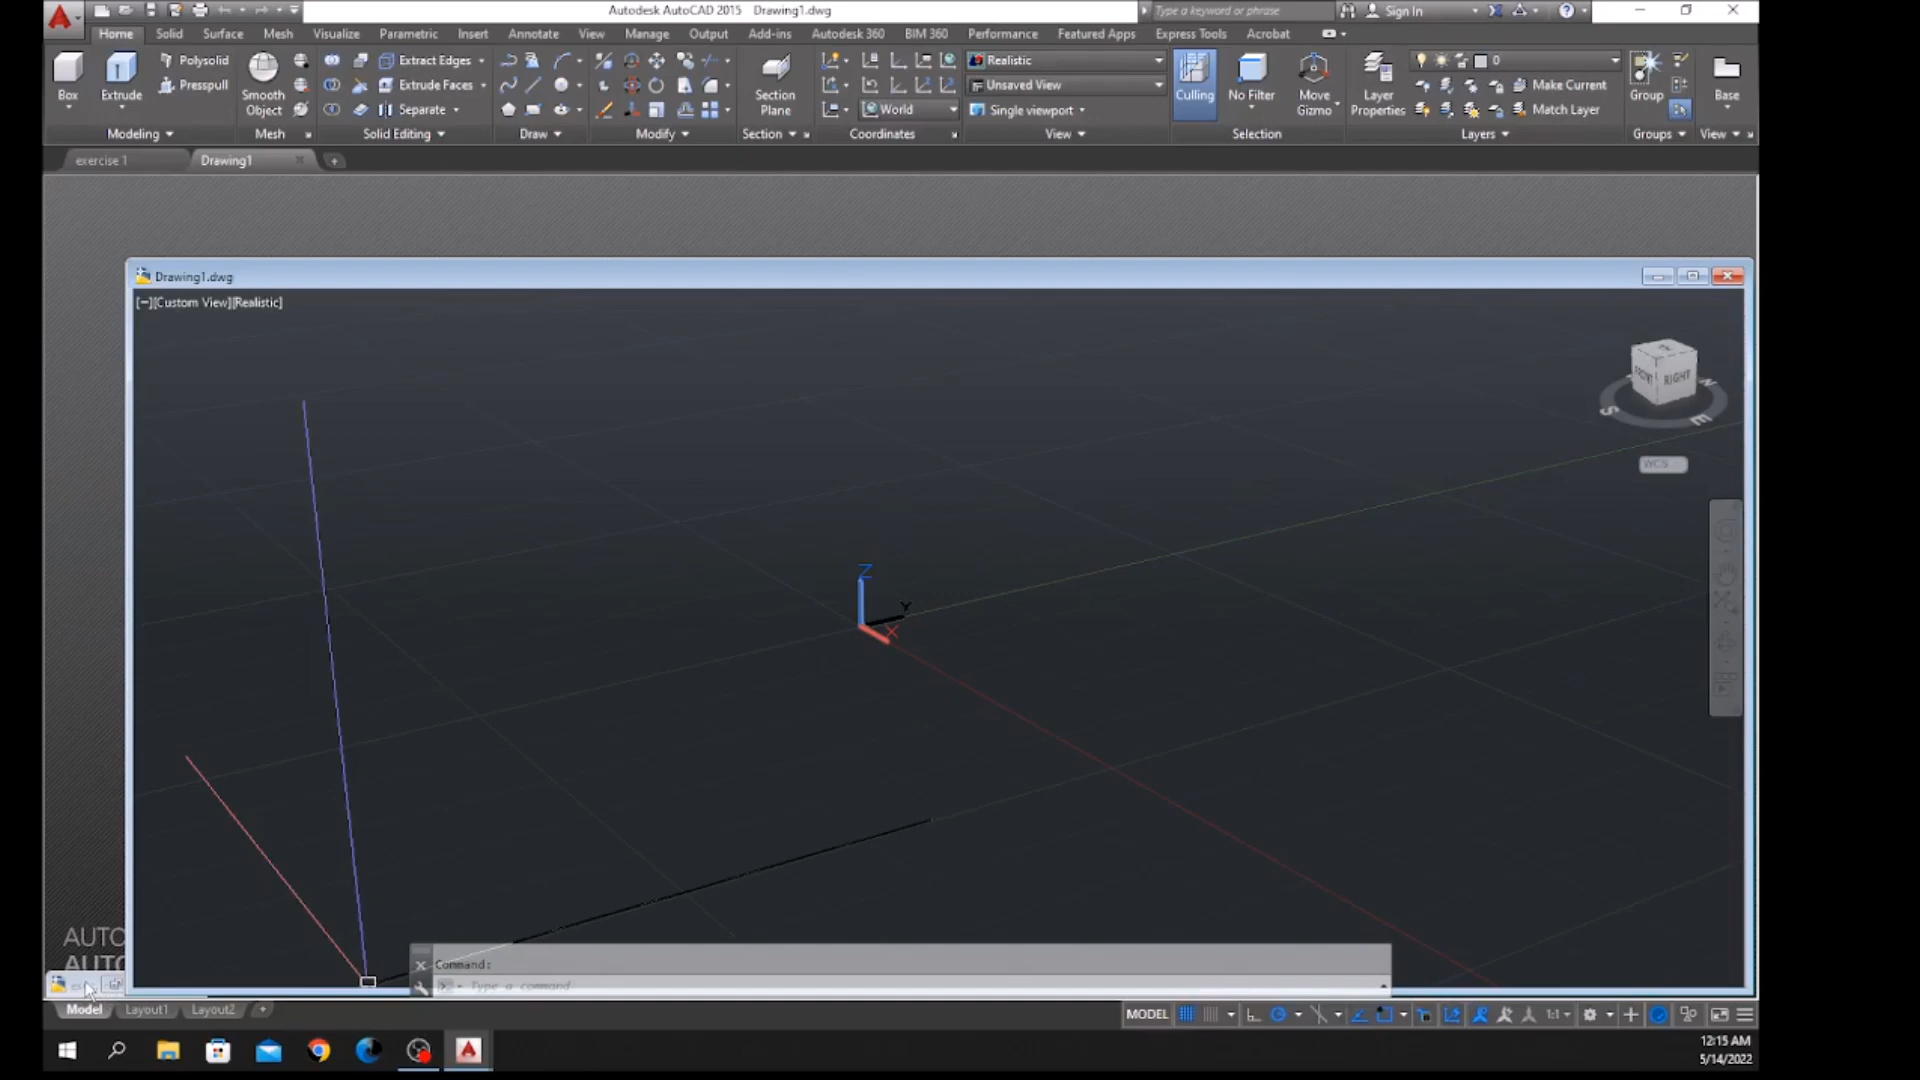 Autodesk AutoCAD 2015 Drawing1.dwg
Type a keyword or phrase
Sign In
Home Solid Surface Mesh Visualize Parametric Insert Annotate View Manage Output Add-ins Autodesk 360 BIM 360 Performance Featured Apps Express Tools Acrobat
Box
Extrude
Polysolid
Presspull
Smooth Object
Extract Edges
Extrude Faces
Separate
Section Plane
World
Realistic
Unsaved View
Single viewport
Culling
No Filter
Move Gizmo
Layer Properties
0
Make Current
Match Layer
Group
Base
Modeling Mesh Solid Editing Draw Modify Section Coordinates View Selection Layers Groups View
exercise 1 Drawing1
Drawing1.dwg
[−][Custom View][Realistic]
FRONT RIGHT
S E N
WCS
Z
Y
X
AUTO
AUTO
Command:
Type a command
Model Layout1 Layout2
MODEL
1:1
12:15 AM
5/14/2022